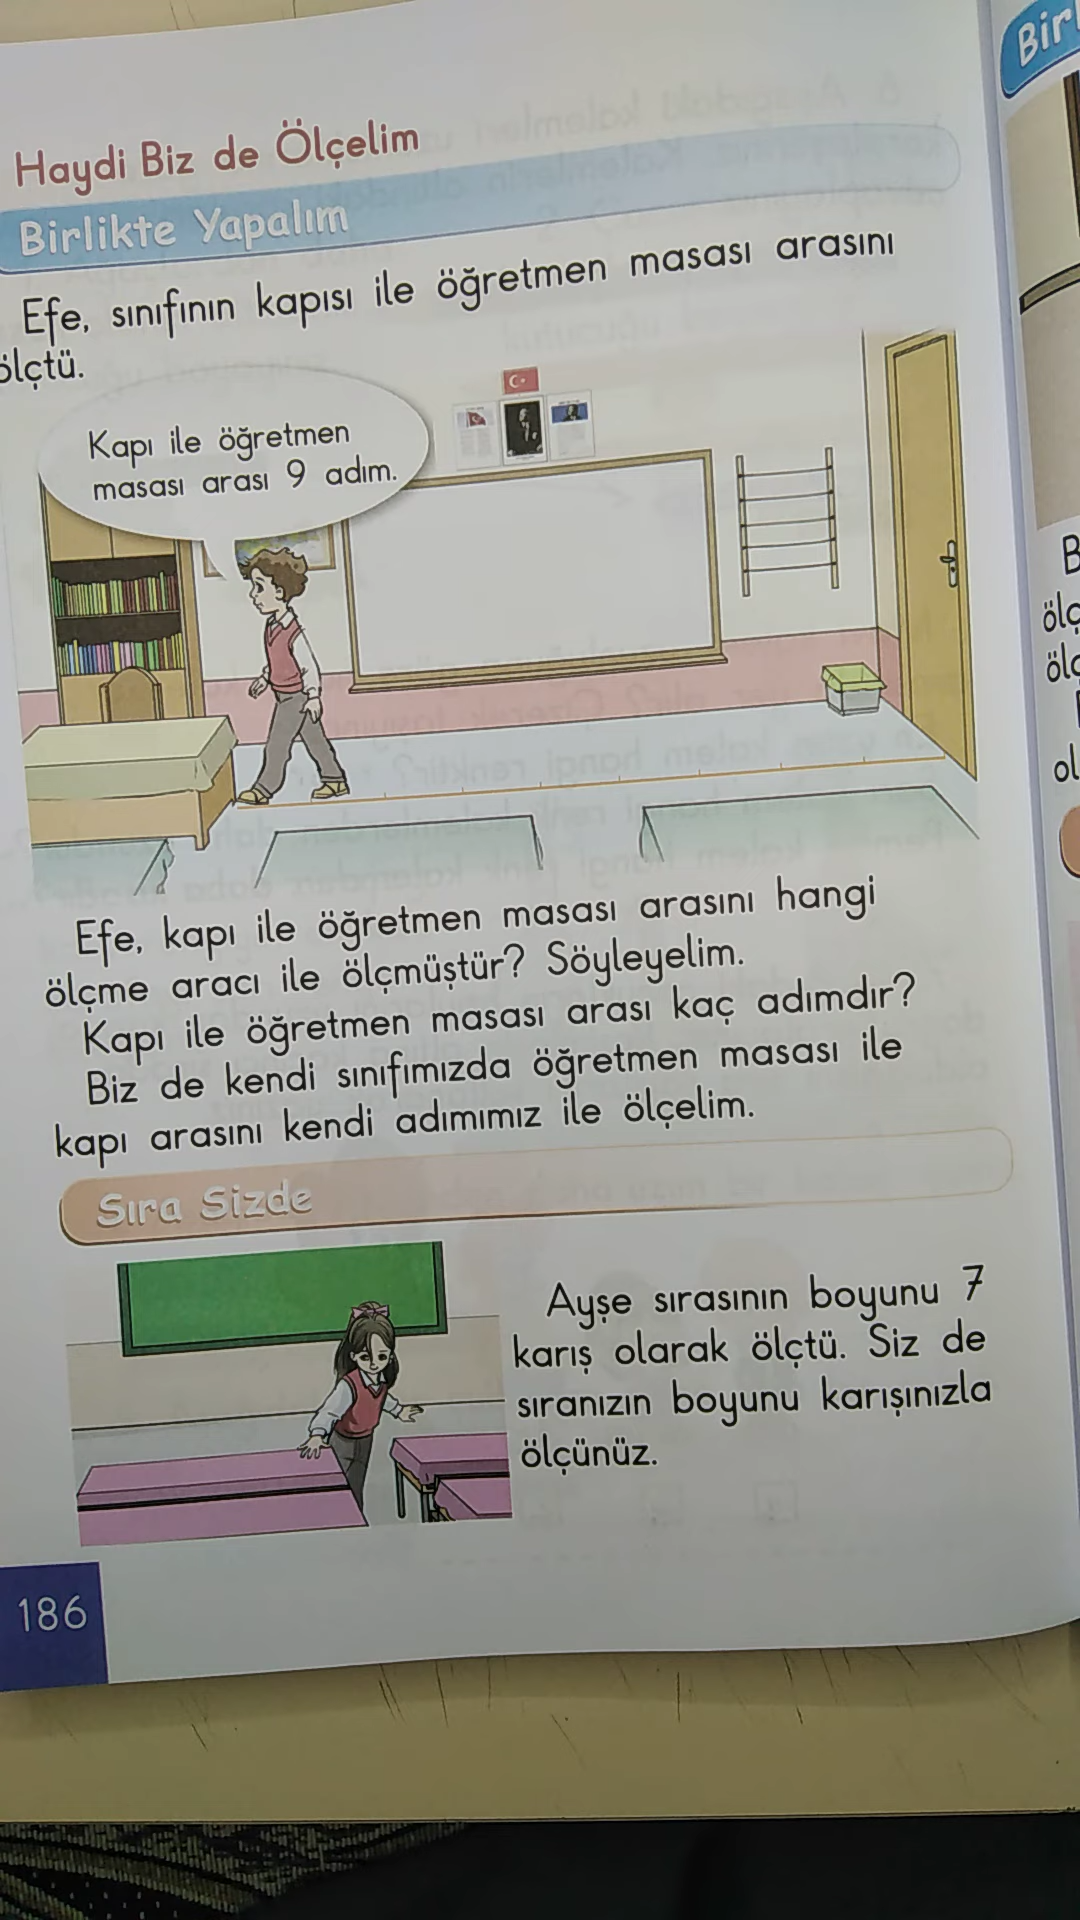 Haydi Biz de Ölçelim
Birlikte Yapalım
Efe, sınıfının kapısı ile öğretmen masası arasını
ölçtü.
Kapı ile öğretmen
masası arası 9 adım.
Efe, kapı ile öğretmen masası arasını hangi
ölçme aracı ile ölçmüştür? Söyleyelim.
Kapı ile öğretmen masası arası kaç adımdır?
Biz de kendi sınıfımızda öğretmen masası ile
kapı arasını kendi adımımız ile ölçelim.
Sıra Sizde
Ayşe sırasının boyunu 7
karış olarak ölçtü. Siz de
sıranızın boyunu karışınızla
ölçünüz.
186